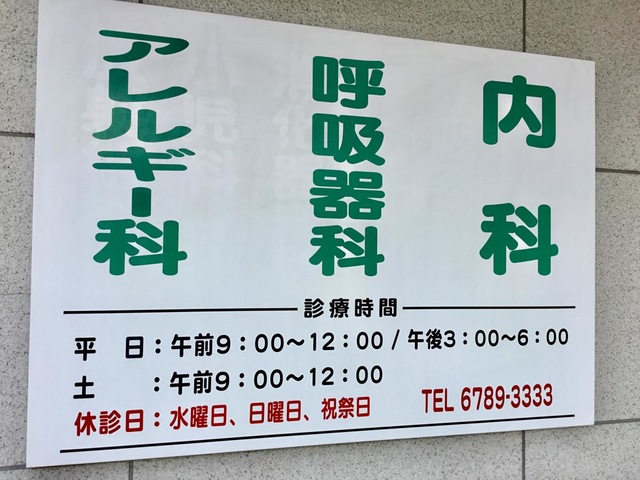 内科
呼吸器科
アレルギー科
診療時間
平 日：午前9：00～12：00 / 午後3：00～6：00
土 ：午前9：00～12：00
休診日：水曜日、日曜日、祝祭日
TEL 6789-3333